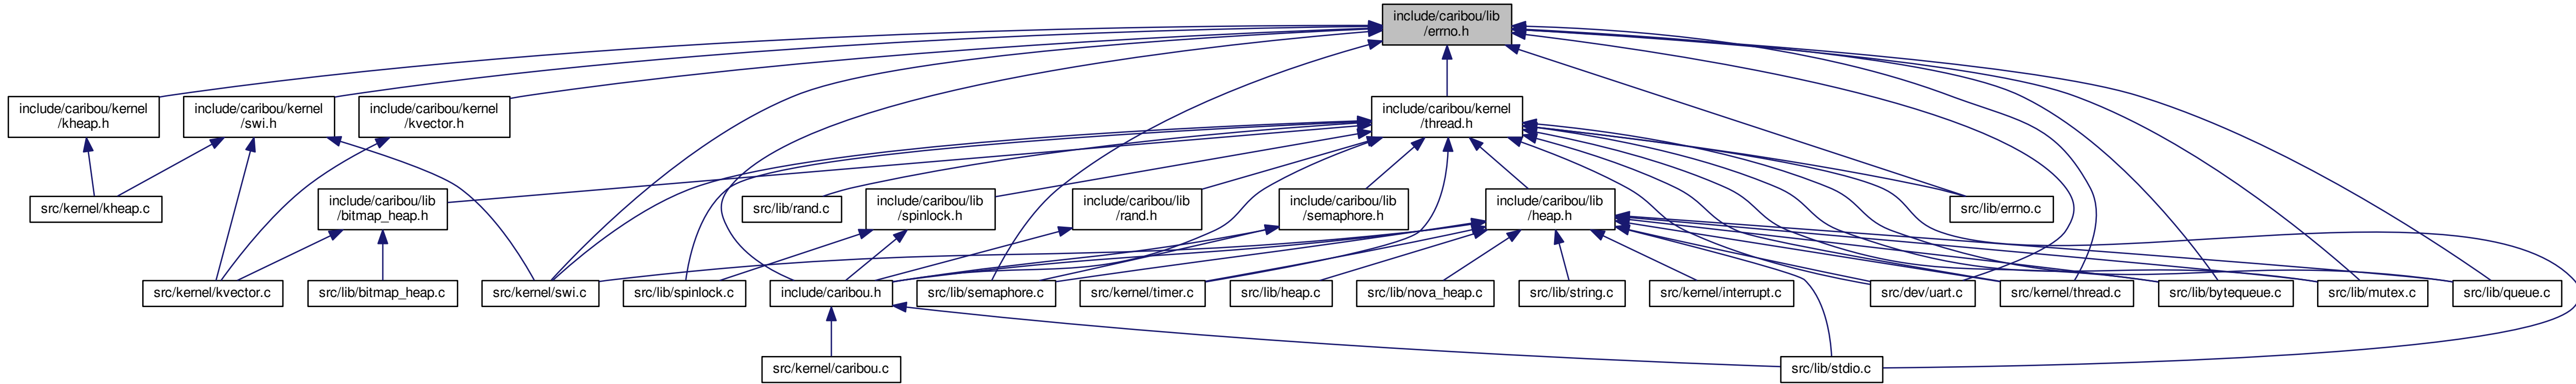 include/caribou/lib
/errno.h
include/caribou/kernel
/kheap.h
include/caribou/kernel
/swi.h
include/caribou/kernel
/kvector.h
include/caribou/kernel
/thread.h
src/kernel/kheap.c
include/caribou/lib
/bitmap_heap.h
src/lib/rand.c
include/caribou/lib
/spinlock.h
include/caribou/lib
/rand.h
include/caribou/lib
/semaphore.h
include/caribou/lib
/heap.h
src/lib/errno.c
src/kernel/kvector.c
src/lib/bitmap_heap.c
src/kernel/swi.c
src/lib/spinlock.c
include/caribou.h
src/lib/semaphore.c
src/kernel/timer.c
src/lib/heap.c
src/lib/nova_heap.c
src/lib/string.c
src/kernel/interrupt.c
src/dev/uart.c
src/kernel/thread.c
src/lib/bytequeue.c
src/lib/mutex.c
src/lib/queue.c
src/kernel/caribou.c
src/lib/stdio.c